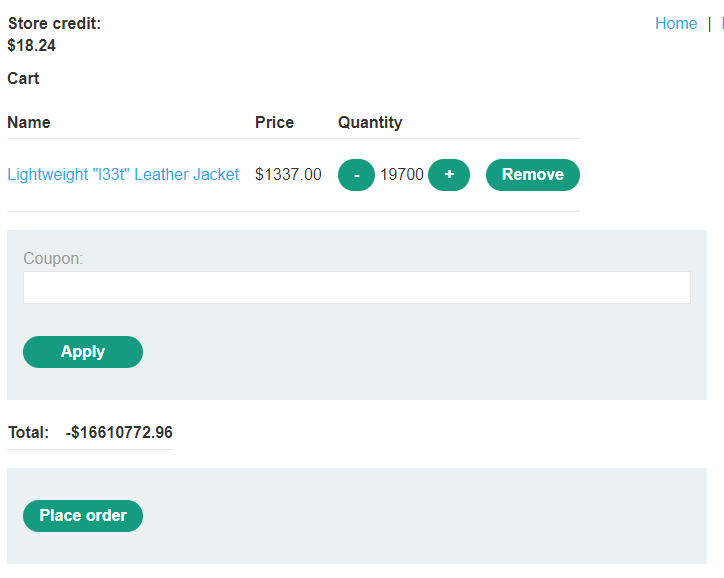 Store credit:
$18.24
Home |
Cart
Name Price Quantity
Lightweight "l33t" Leather Jacket $1337.00 - 19700 + Remove
Coupon:
Apply
Total: -$16610772.96
Place order